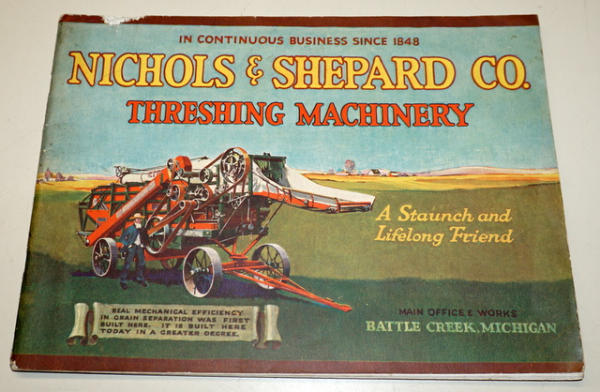 IN CONTINUOUS BUSINESS SINCE 1848
NICHOLS & SHEPARD CO.
THRESHING MACHINERY
A Staunch and
Lifelong Friend
REAL MECHANICAL EFFICIENCY
IN GRAIN SEPARATION WAS FIRST
BUILT HERE. IT IS BUILT HERE
TODAY IN A GREATER DEGREE.
MAIN OFFICE & WORKS
BATTLE CREEK, MICHIGAN